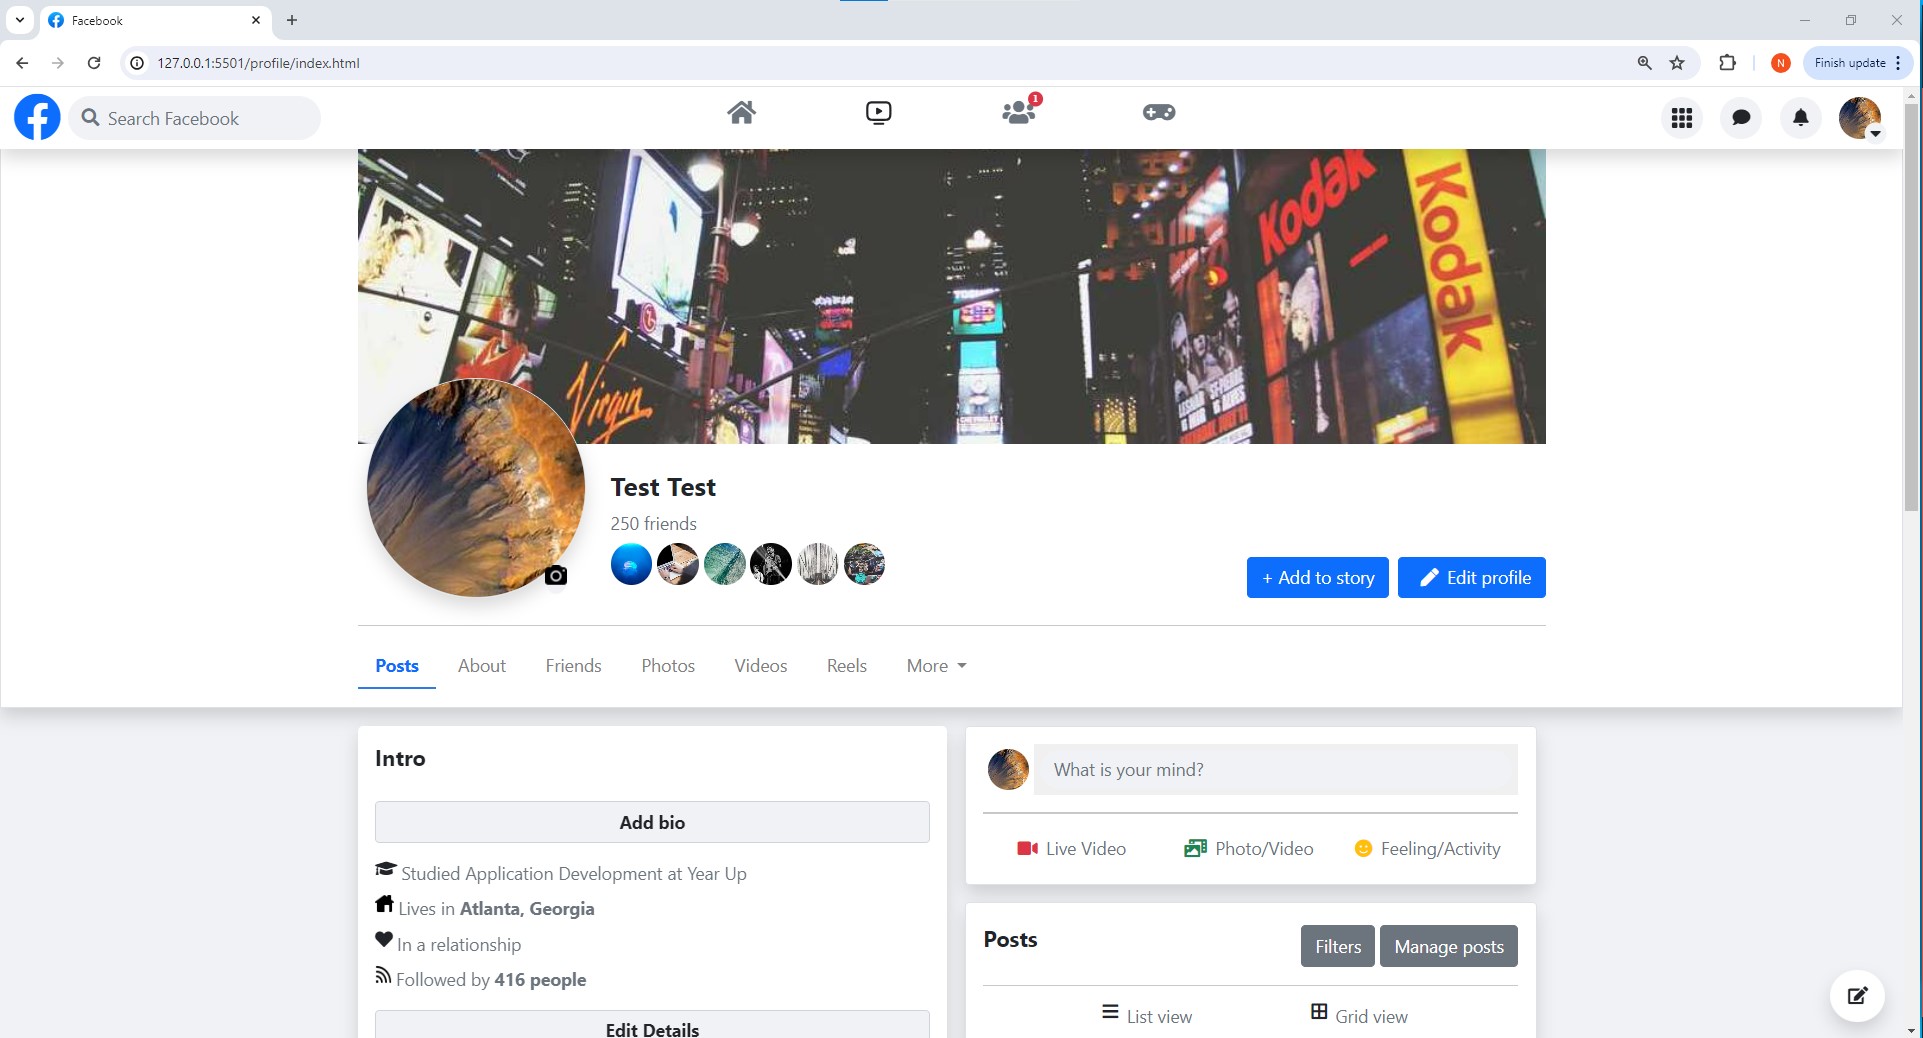 Facebook
127.0.0.1:5501/profile/index.html
N
Finish update
Search Facebook
1
Kodak
Kodak
Virgin
TOSHIBA
Test Test
250 friends
+ Add to story
Edit profile
Posts
About
Friends
Photos
Videos
Reels
More
Intro
Add bio
Studied Application Development at Year Up
Lives in Atlanta, Georgia
In a relationship
Followed by 416 people
Edit Details
What is your mind?
Live Video
Photo/Video
Feeling/Activity
Posts
Filters
Manage posts
List view
Grid view